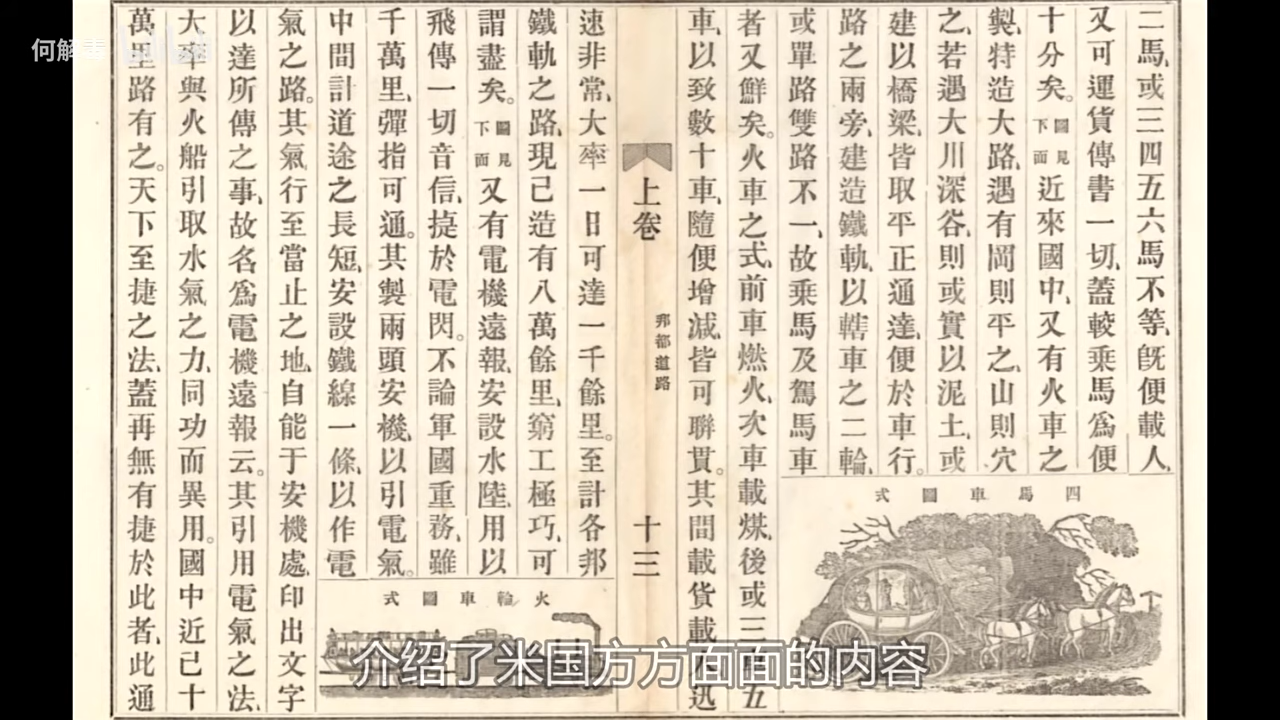 何解
二馬、或三四五六馬不等、旣便載人、
又可運貨傳書一切、蓋較乘馬爲便
十分矣。圖見下面近來國中、又有火車之
製、特造大路、遇有岡則平之、山則穴
之、若遇大川深谷、則或實以泥土、或
建以橋梁、皆取平正通達、便於車行。
路之兩旁、建造鐵軌、以轄車之二輪、
或單路雙路不一、故乘馬及駕馬車
者又鮮矣。火車之式、前車燃火、次車載煤、後或三五
車、以致數十車、隨便增減、皆可聯貫。其間載貨載迅
四馬車圖式
上卷
邦都道路
十三
速非常、大率一日可達一千餘里。至計各邦
鐵軌之路、現已造有八萬餘里、窮工極巧、可
謂盡矣。圖見下面又有電機遠報、安設水陸、用以
飛傳一切音信、捷於電閃。不論軍國重務、雖
千萬里、彈指可通。其製兩頭安機、以引電氣。
中間計道途之長短、安設鐵線一條、以作電
氣之路。其氣行至當止之地、自能于安機處、印出文字
以達所傳之事、故名爲電機遠報云。其引用電氣之法、
大率與火船引取水氣之力、同功而異用。國中近已十
萬里路有之。天下至捷之法、蓋再無有捷於此者、此通
火輪車圖式
介绍了米国方方面面的内容